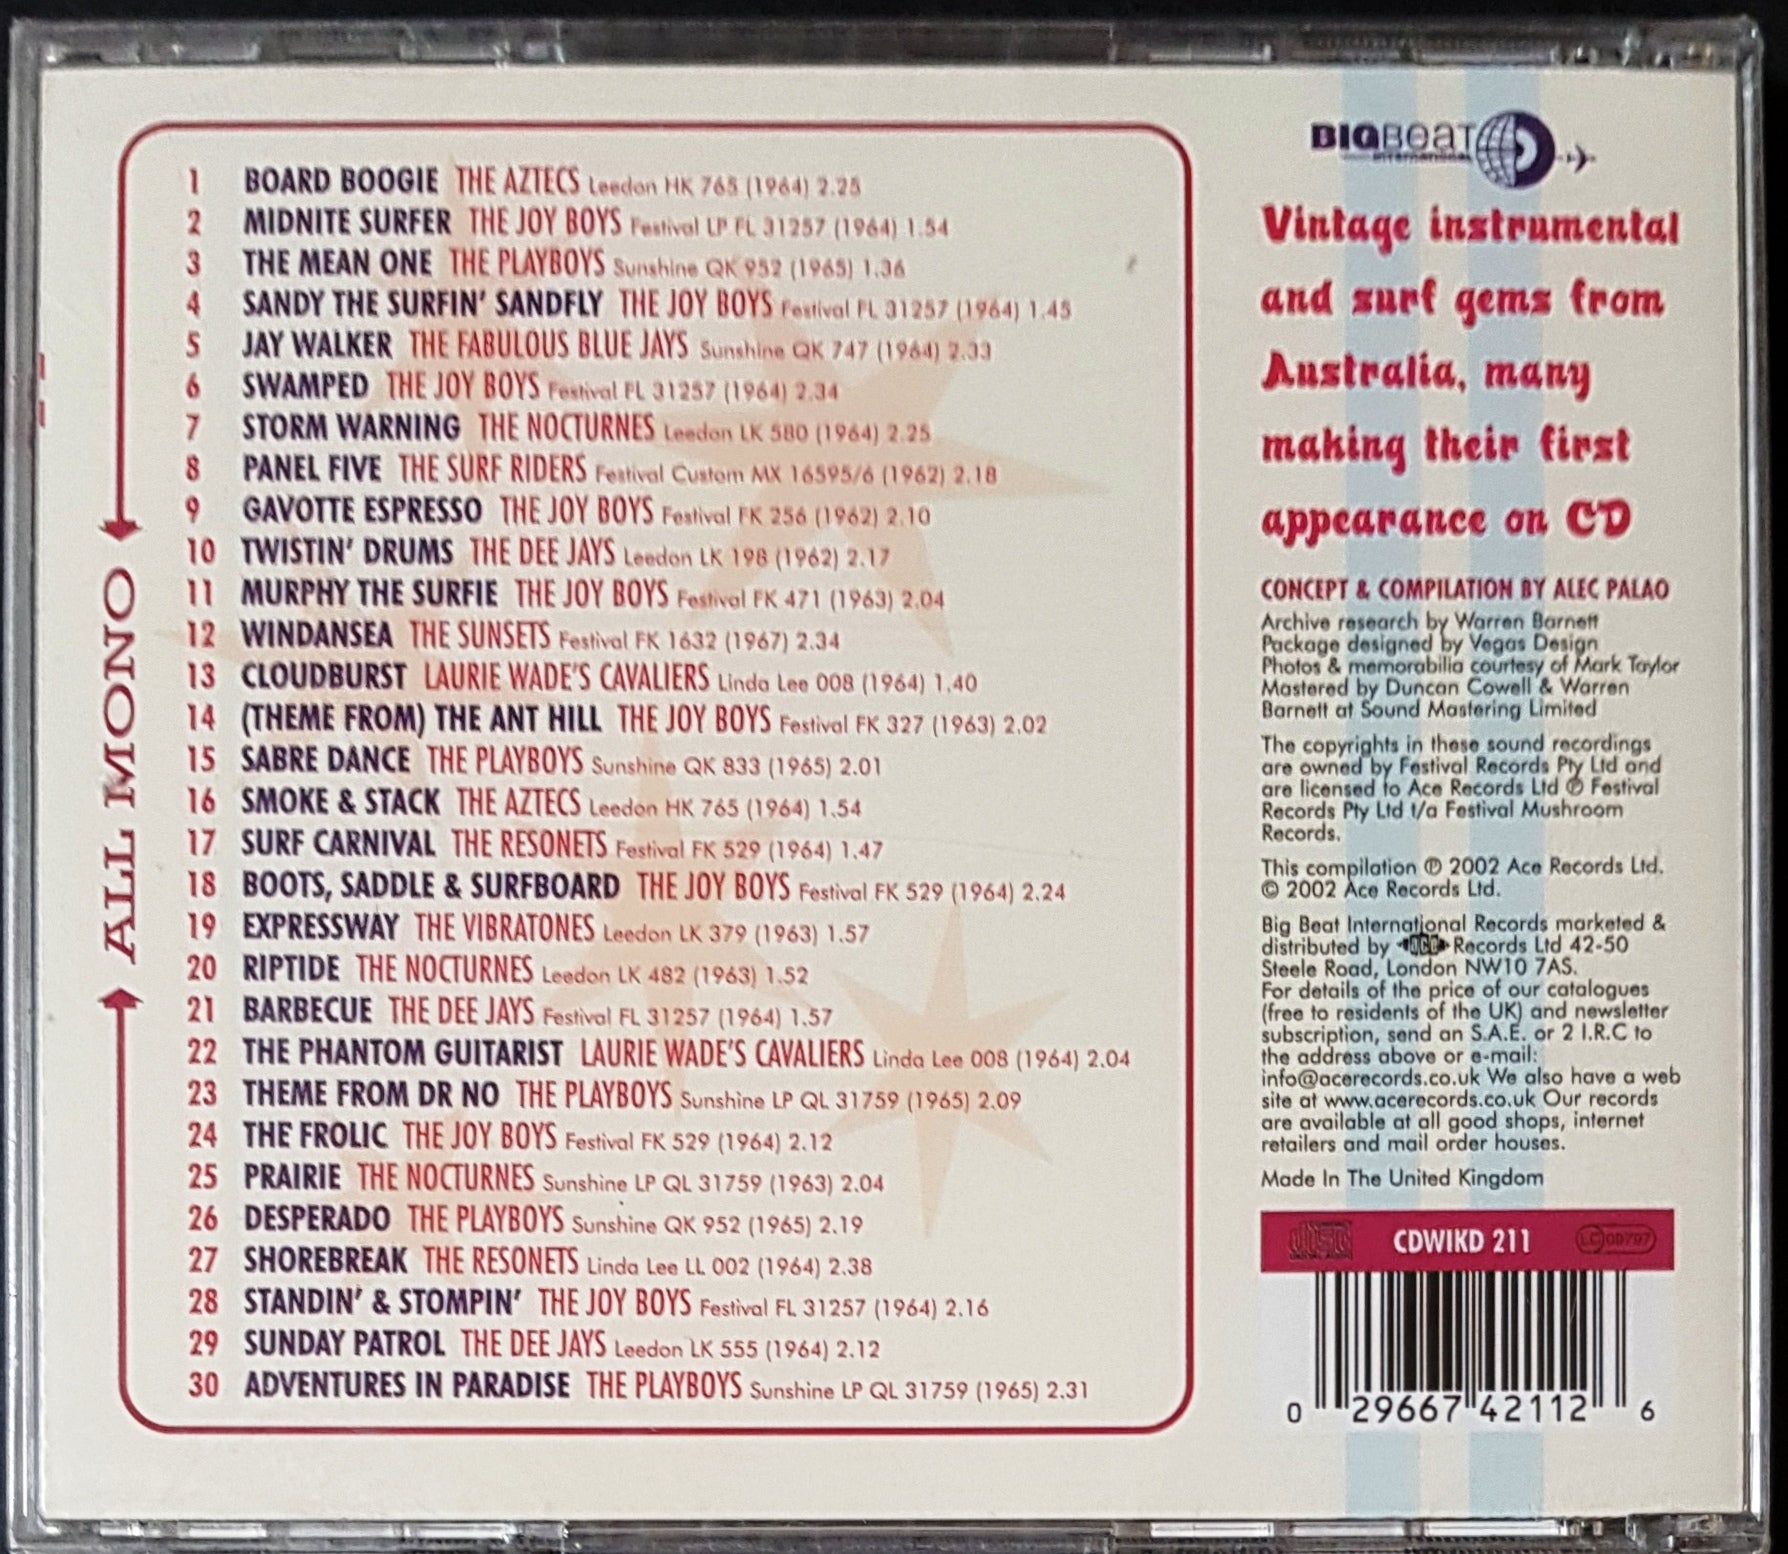 ALL MONO
1 BOARD BOOGIE THE AZTECS Leedon HK 765 (1964) 2.25
2 MIDNITE SURFER THE JOY BOYS Festival LP FL 31257 (1964) 1.54
3 THE MEAN ONE THE PLAYBOYS Sunshine QK 952 (1965) 1.36
4 SANDY THE SURFIN' SANDFLY THE JOY BOYS Festival FL 31257 (1964) 1.45
5 JAY WALKER THE FABULOUS BLUE JAYS Sunshine QK 747 (1964) 2.33
6 SWAMPED THE JOY BOYS Festival FL 31257 (1964) 2.34
7 STORM WARNING THE NOCTURNES Leedon LK 580 (1964) 2.25
8 PANEL FIVE THE SURF RIDERS Festival Custom MX 16595/6 (1962) 2.18
9 GAVOTTE ESPRESSO THE JOY BOYS Festival FK 256 (1962) 2.10
10 TWISTIN' DRUMS THE DEE JAYS Leedon LK 198 (1962) 2.17
11 MURPHY THE SURFIE THE JOY BOYS Festival FK 471 (1963) 2.04
12 WINDANSEA THE SUNSETS Festival FK 1632 (1967) 2.34
13 CLOUDBURST LAURIE WADE'S CAVALIERS Linda Lee 008 (1964) 1.40
14 (THEME FROM) THE ANT HILL THE JOY BOYS Festival FK 327 (1963) 2.02
15 SABRE DANCE THE PLAYBOYS Sunshine QK 833 (1965) 2.01
16 SMOKE & STACK THE AZTECS Leedon HK 765 (1964) 1.54
17 SURF CARNIVAL THE RESONETS Festival FK 529 (1964) 1.47
18 BOOTS, SADDLE & SURFBOARD THE JOY BOYS Festival FK 529 (1964) 2.24
19 EXPRESSWAY THE VIBRATONES Leedon LK 379 (1963) 1.57
20 RIPTIDE THE NOCTURNES Leedon LK 482 (1963) 1.52
21 BARBECUE THE DEE JAYS Festival FL 31257 (1964) 1.57
22 THE PHANTOM GUITARIST LAURIE WADE'S CAVALIERS Linda Lee 008 (1964) 2.04
23 THEME FROM DR NO THE PLAYBOYS Sunshine LP QL 31759 (1965) 2.09
24 THE FROLIC THE JOY BOYS Festival FK 529 (1964) 2.12
25 PRAIRIE THE NOCTURNES Sunshine LP QL 31759 (1963) 2.04
26 DESPERADO THE PLAYBOYS Sunshine QK 952 (1965) 2.19
27 SHOREBREAK THE RESONETS Linda Lee LL 002 (1964) 2.38
28 STANDIN' & STOMPIN' THE JOY BOYS Festival FL 31257 (1964) 2.16
29 SUNDAY PATROL THE DEE JAYS Leedon LK 555 (1964) 2.12
30 ADVENTURES IN PARADISE THE PLAYBOYS Sunshine LP QL 31759 (1965) 2.31
BIGBeaT
international
Vintage instrumental
and surf gems from
Australia, many
making their first
appearance on CD
CONCEPT & COMPILATION BY ALEC PALAO
Archive research by Warren Barnett
Package designed by Vegas Design
Photos & memorabilia courtesy of Mark Taylor
Mastered by Duncan Cowell & Warren
Barnett at Sound Mastering Limited
The copyrights in these sound recordings
are owned by Festival Records Pty Ltd and
are licensed to Ace Records Ltd ℗ Festival
Records Pty Ltd t/a Festival Mushroom
Records.
This compilation ℗ 2002 Ace Records Ltd.
© 2002 Ace Records Ltd.
Big Beat International Records marketed &
distributed by ACE Records Ltd 42-50
Steele Road, London NW10 7AS.
For details of the price of our catalogues
(free to residents of the UK) and newsletter
subscription, send an S.A.E. or 2 I.R.C to
the address above or e-mail:
info@acerecords.co.uk We also have a web
site at www.acerecords.co.uk Our records
are available at all good shops, internet
retailers and mail order houses.
Made In The United Kingdom
disc DIGITAL AUDIO CDWIKD 211 LC 00797
0 29667 42112 6